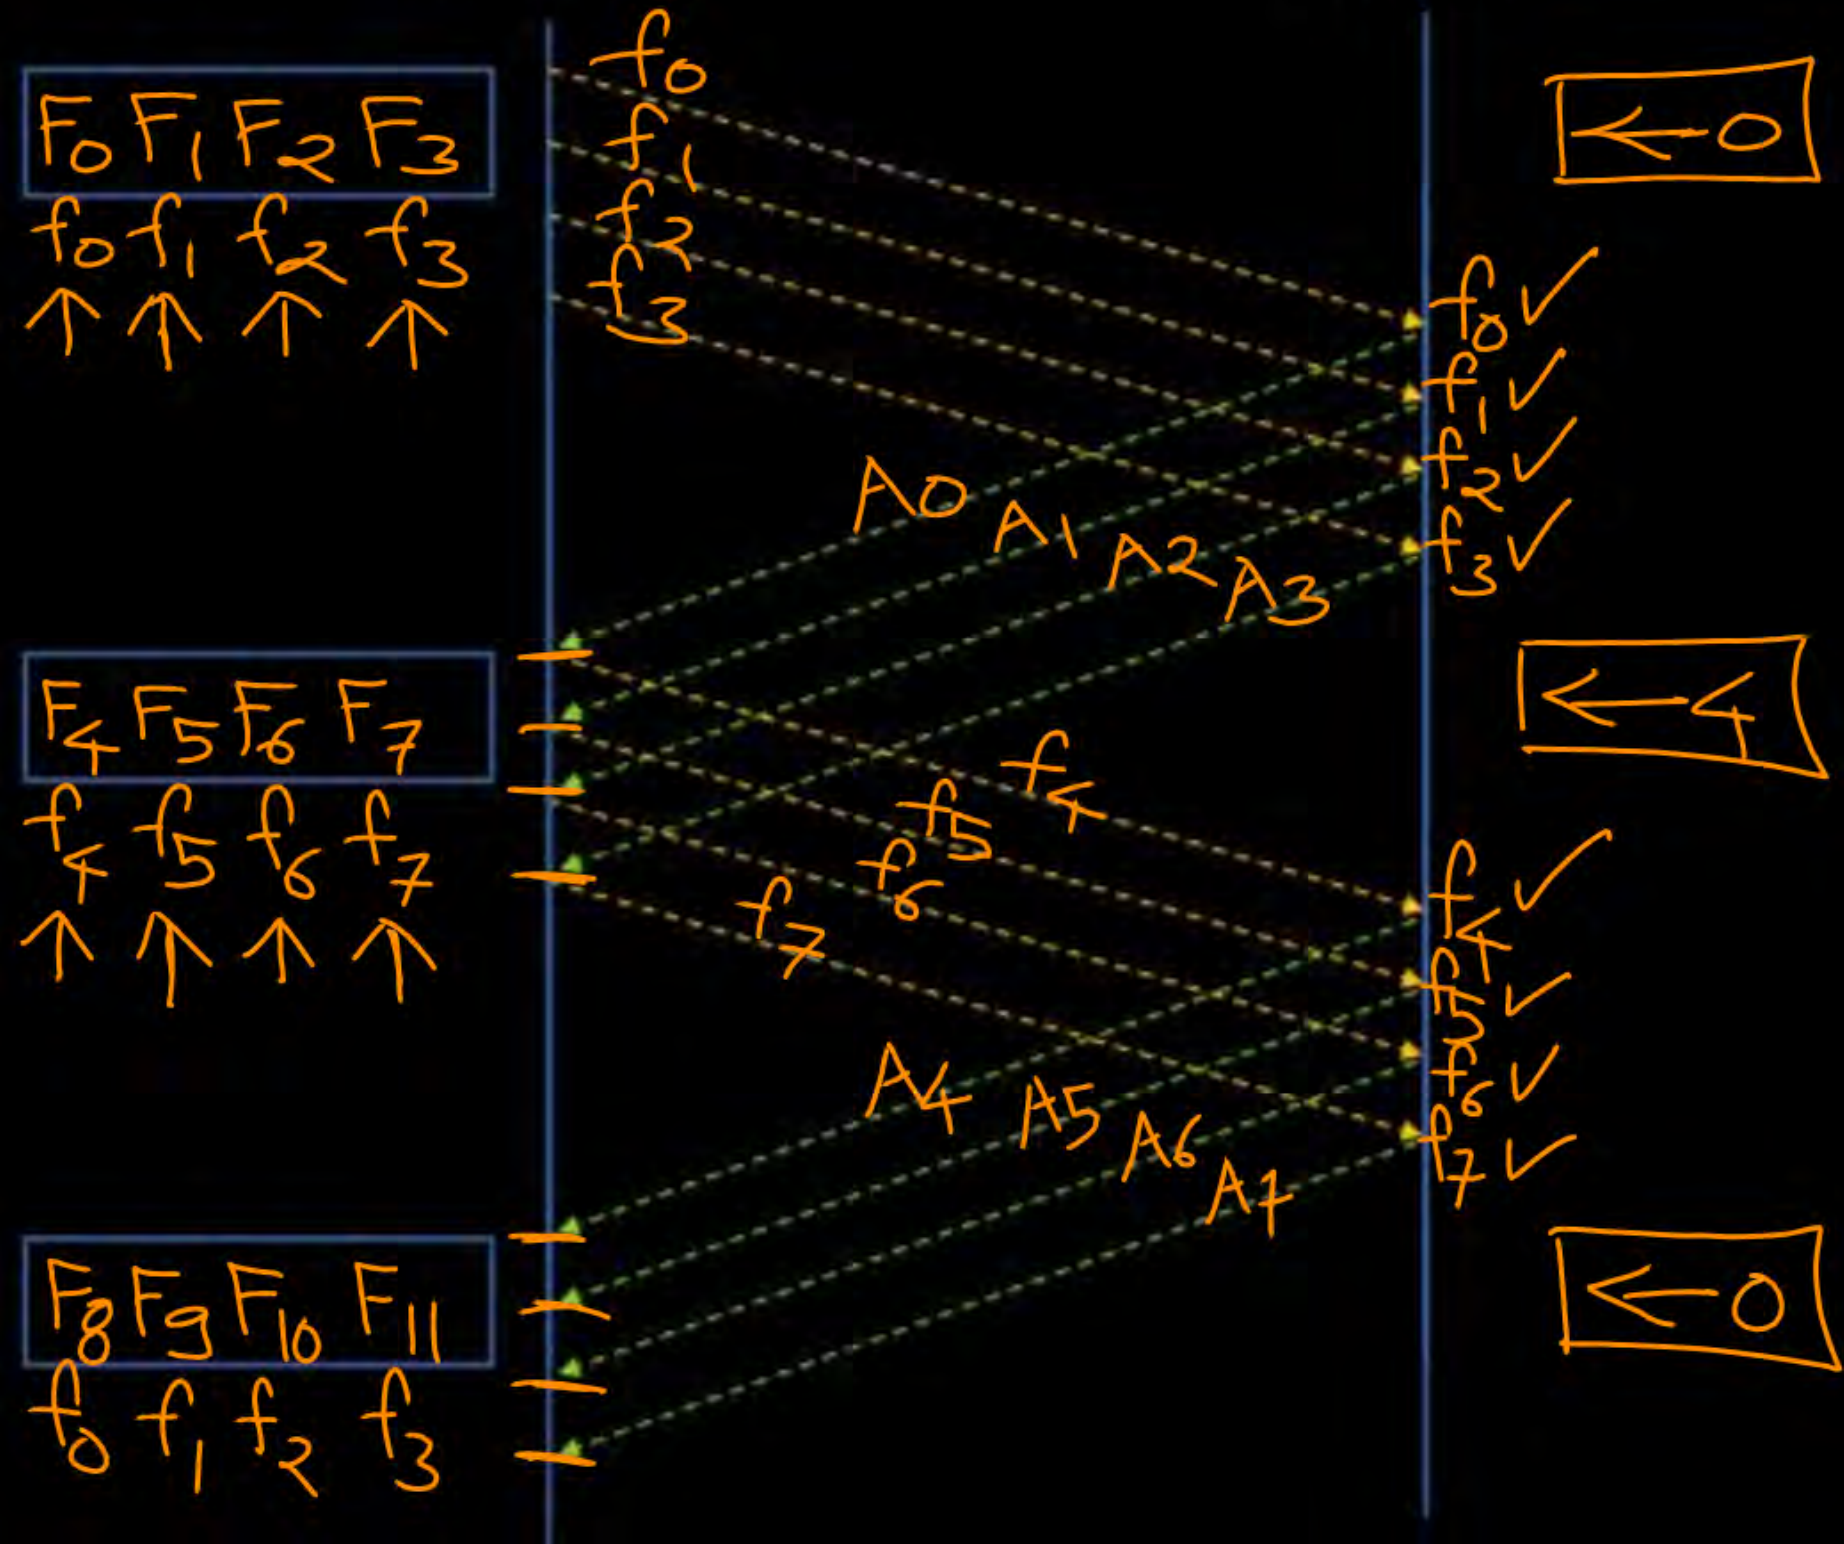 f0
F0 F1 F2 F3
← 0
f1
f0 f1 f2 f3
f2
f3
f0 ✓
f1 ✓
f2 ✓
f3 ✓
A0 A1 A2 A3
F4 F5 F6 F7
← 4
f4 f5 f6 f7
f4
f5
f6
f7
f4 ✓
f5 ✓
f6 ✓
f7 ✓
A4 A5 A6 A7
F8 F9 F10 F11
← 0
f0 f1 f2 f3